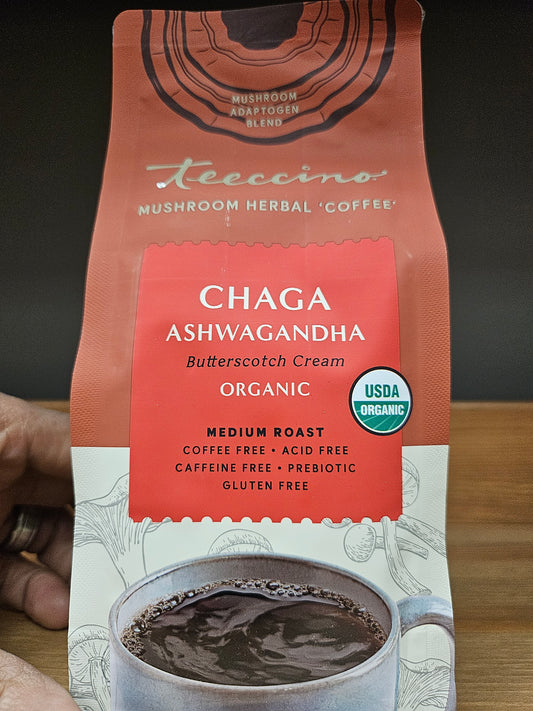 MUSHROOM
ADAPTOGEN
BLEND
teeccino
MUSHROOM HERBAL 'COFFEE'
CHAGA
ASHWAGANDHA
Butterscotch Cream
ORGANIC
USDA
ORGANIC
MEDIUM ROAST
COFFEE FREE • ACID FREE
CAFFEINE FREE • PREBIOTIC
GLUTEN FREE